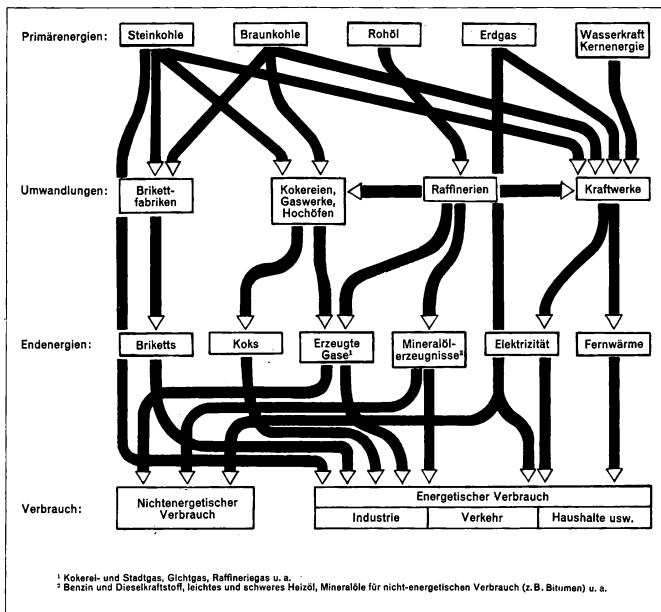 Primärenergien: Steinkohle Braunkohle Rohöl Erdgas Wasserkraft
Kernenergie
Umwandlungen: Brikett-
fabriken
Kokereien,
Gaswerke,
Hochöfen
Raffinerien
Kraftwerke
Endenergien: Briketts Koks Erzeugte
Gase¹
Mineralöl-
erzeugnisse²
Elektrizität Fernwärme
Verbrauch:
Nichtenergetischer
Verbrauch
Energetischer Verbrauch
Industrie Verkehr Haushalte usw.
¹ Kokerei- und Stadtgas, Gichtgas, Raffineriegas u. a.
² Benzin und Dieselkraftstoff, leichtes und schweres Heizöl, Mineralöle für nicht-energetischen Verbrauch (z. B. Bitumen) u. a.